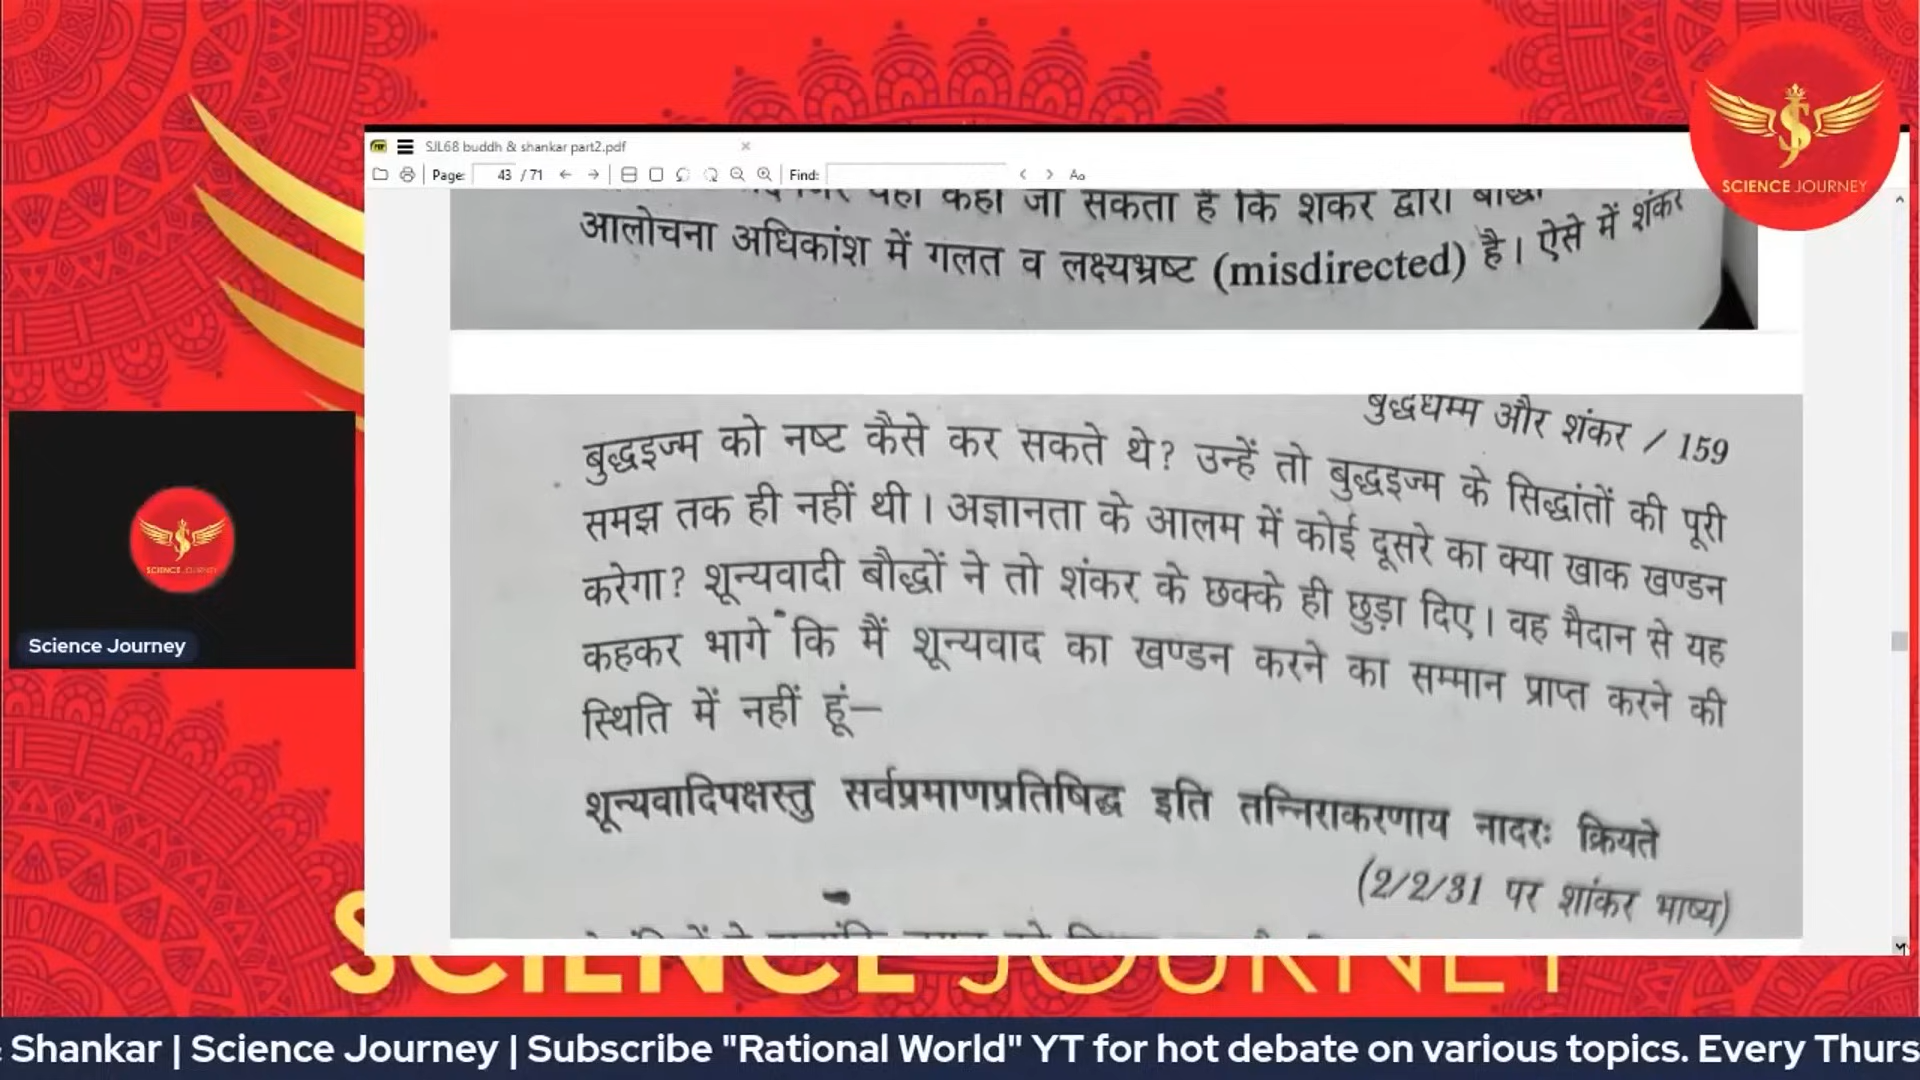 SCIENCE JOURNEY
SJL68 buddh & shankar part2.pdf
Page: 43 / 71 Find:
कहा जा सकता है कि शंकर द्वारा
आलोचना अधिकांश में गलत व लक्ष्यभ्रष्ट (misdirected) है। ऐसे में शंकर
बुद्धधम्म और शंकर / 159
बुद्धइज्म को नष्ट कैसे कर सकते थे? उन्हें तो बुद्धइज्म के सिद्धांतों की पूरी
समझ तक ही नहीं थी। अज्ञानता के आलम में कोई दूसरे का क्या खाक खण्डन
करेगा? शून्यवादी बौद्धों ने तो शंकर के छक्के ही छुड़ा दिए। वह मैदान से यह
कहकर भागे कि मैं शून्यवाद का खण्डन करने का सम्मान प्राप्त करने की
स्थिति में नहीं हूं—
शून्यवादिपक्षस्तु सर्वप्रमाणप्रतिषिद्ध इति तन्निराकरणाय नादरः क्रियते
(2/2/31 पर शांकर भाष्य)
SCIENCE JOURNEY
Science Journey
SCIENCE JOURNEY
Shankar | Science Journey | Subscribe "Rational World" YT for hot debate on various topics. Every Thurs